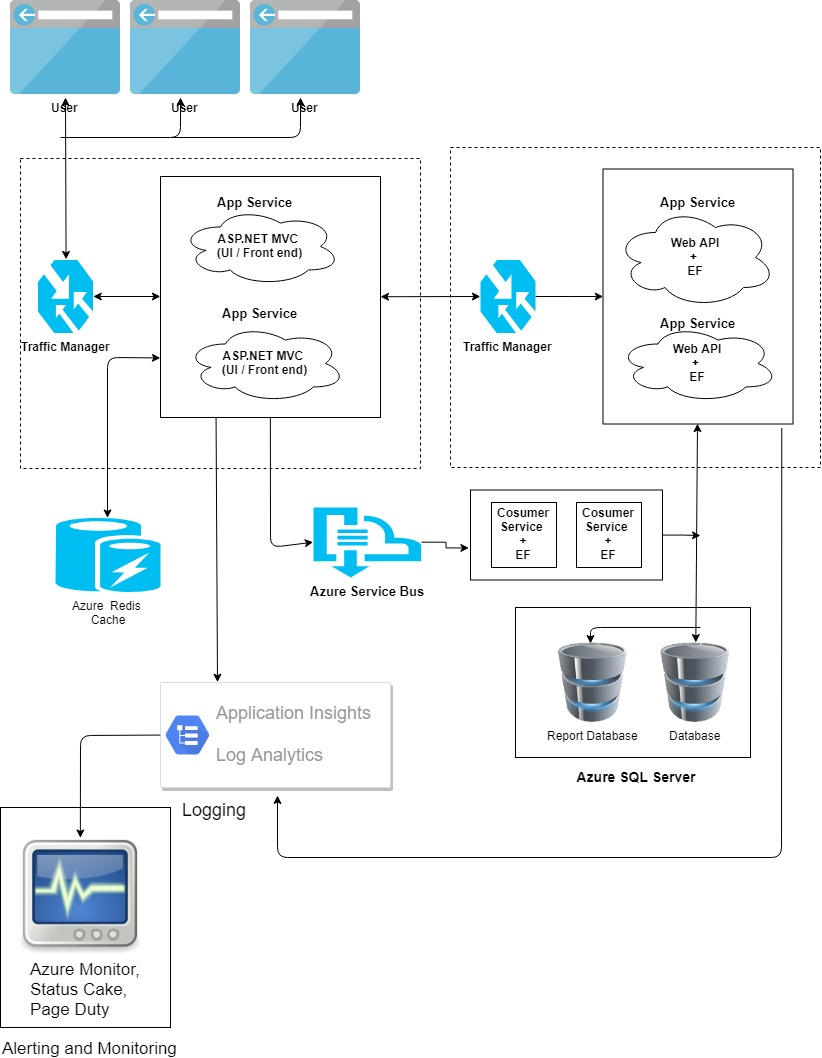 User
User
User
App Service
ASP.NET MVC
(UI / Front end)
App Service
ASP.NET MVC
(UI / Front end)
Traffic Manager
App Service
Web API
+
EF
App Service
Web API
+
EF
Traffic Manager
Azure Redis
Cache
Azure Service Bus
Cosumer
Service
+
EF
Cosumer
Service
+
EF
Report Database
Database
Azure SQL Server
Application Insights
Log Analytics
Logging
Azure Monitor,
Status Cake,
Page Duty
Alerting and Monitoring